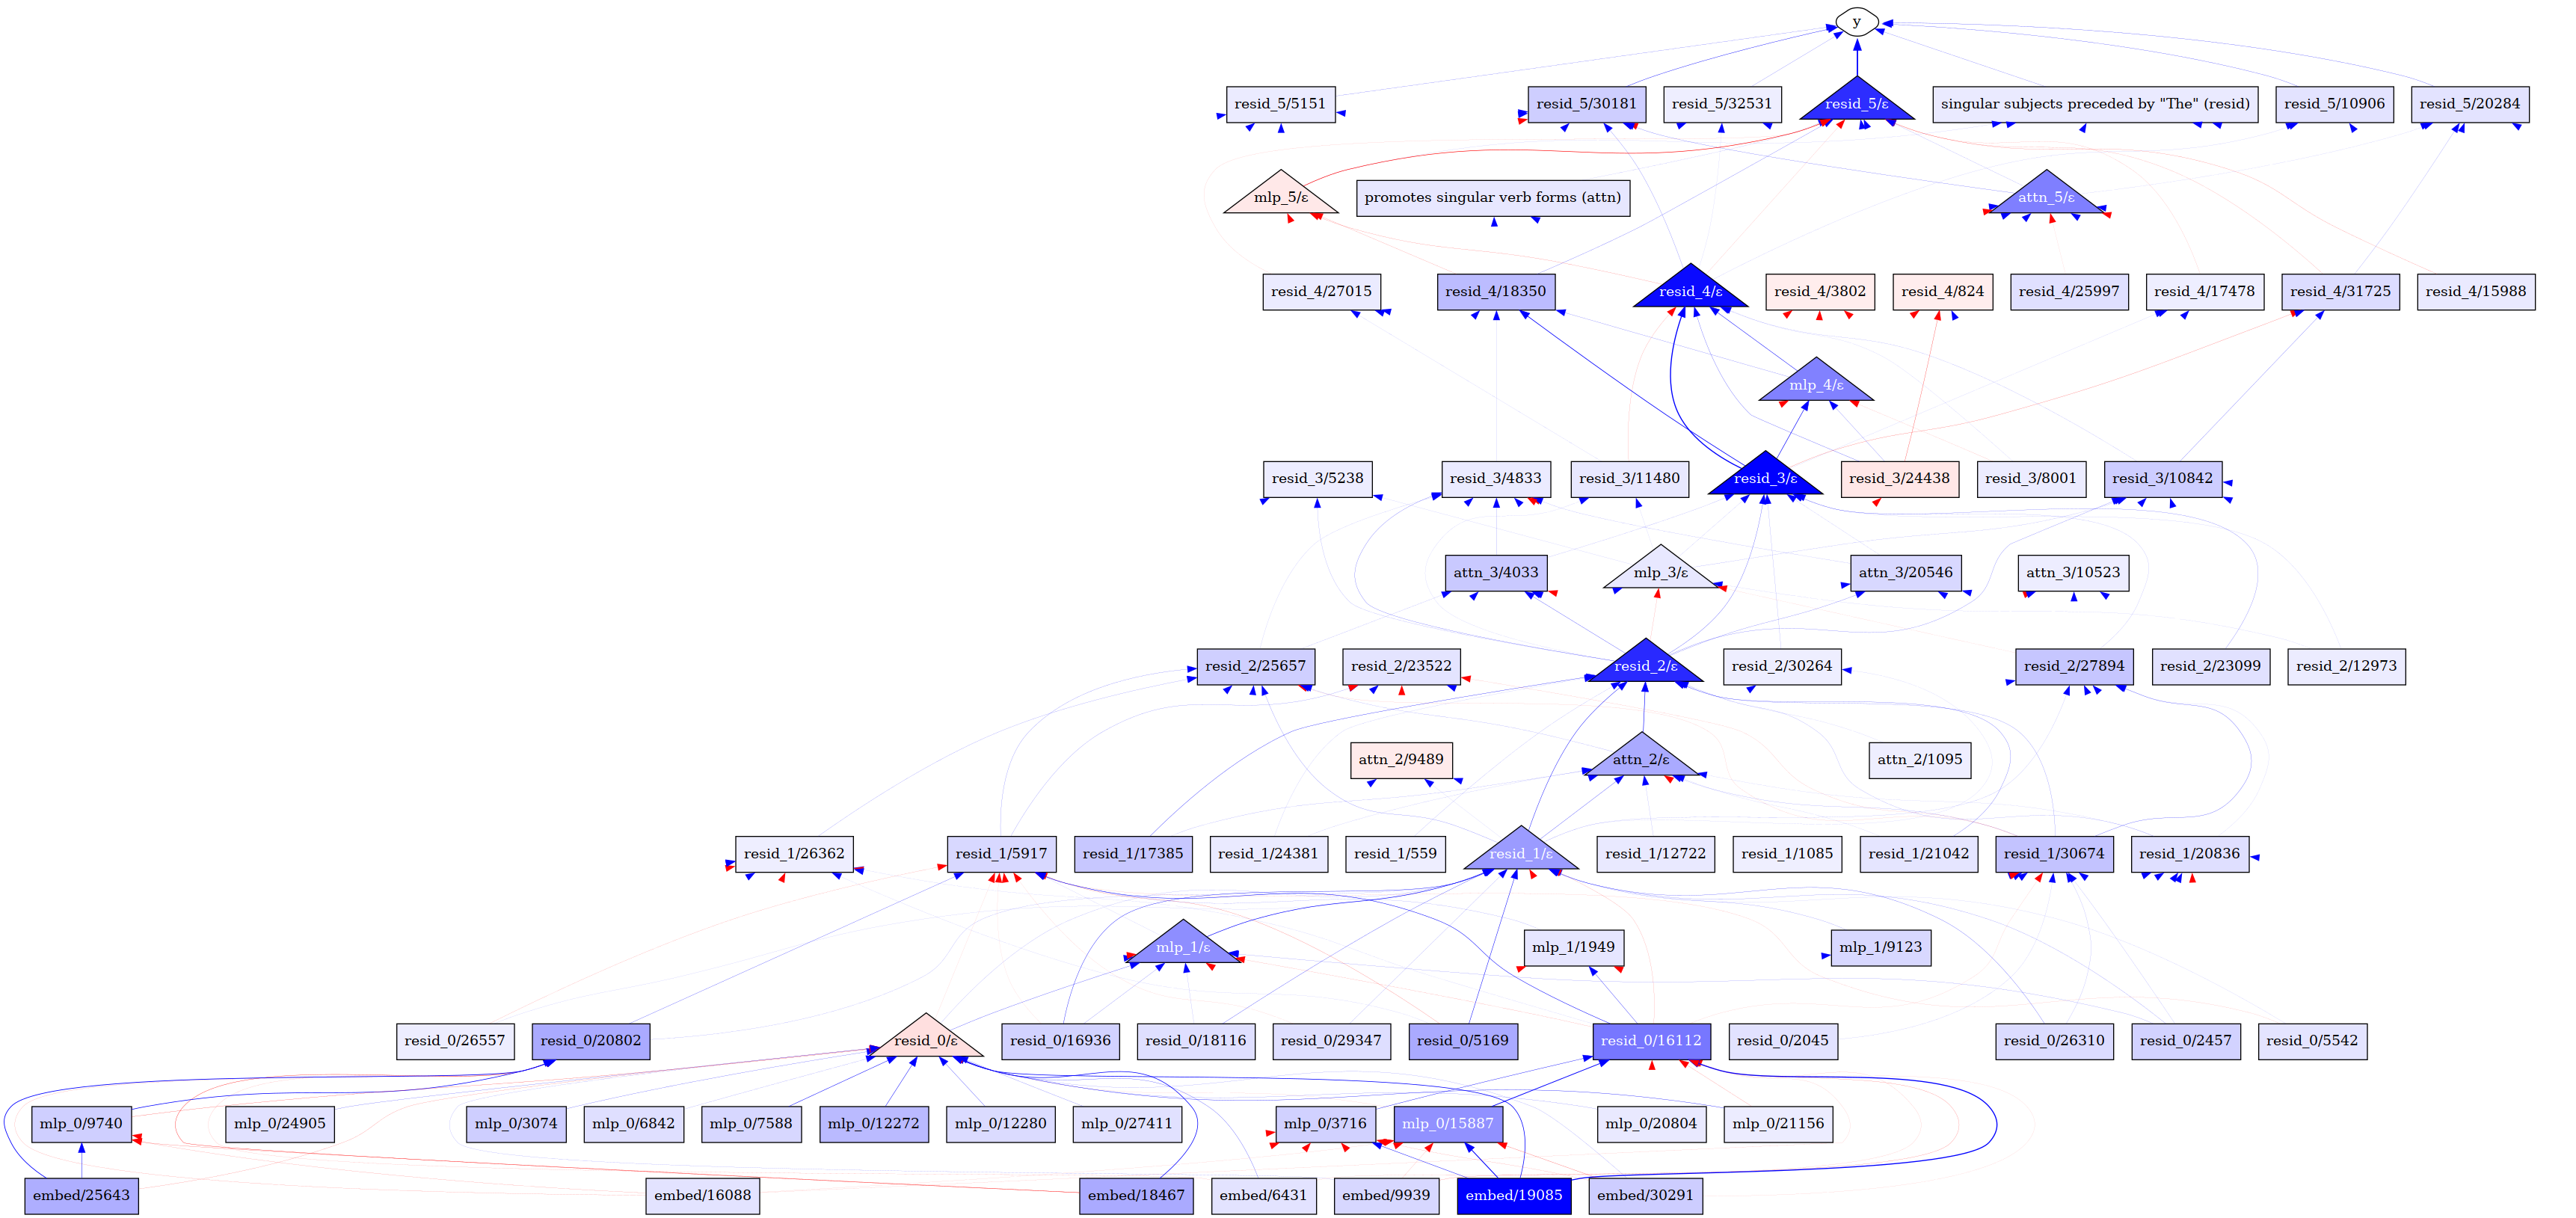 y
resid_5/5151 resid_5/30181 resid_5/32531 resid_5/ε singular subjects preceded by "The" (resid) resid_5/10906 resid_5/20284
mlp_5/ε promotes singular verb forms (attn) attn_5/ε
resid_4/27015 resid_4/18350 resid_4/ε resid_4/3802 resid_4/824 resid_4/25997 resid_4/17478 resid_4/31725 resid_4/15988
mlp_4/ε
resid_3/5238 resid_3/4833 resid_3/11480 resid_3/ε resid_3/24438 resid_3/8001 resid_3/10842
attn_3/4033 mlp_3/ε attn_3/20546 attn_3/10523
resid_2/25657 resid_2/23522 resid_2/ε resid_2/30264 resid_2/27894 resid_2/23099 resid_2/12973
attn_2/9489 attn_2/ε attn_2/1095
resid_1/26362 resid_1/5917 resid_1/17385 resid_1/24381 resid_1/559 resid_1/ε resid_1/12722 resid_1/1085 resid_1/21042 resid_1/30674 resid_1/20836
mlp_1/ε mlp_1/1949 mlp_1/9123
resid_0/26557 resid_0/20802 resid_0/ε resid_0/16936 resid_0/18116 resid_0/29347 resid_0/5169 resid_0/16112 resid_0/2045 resid_0/26310 resid_0/2457 resid_0/5542
mlp_0/9740 mlp_0/24905 mlp_0/3074 mlp_0/6842 mlp_0/7588 mlp_0/12272 mlp_0/12280 mlp_0/27411 mlp_0/3716 mlp_0/15887 mlp_0/20804 mlp_0/21156
embed/25643 embed/16088 embed/18467 embed/6431 embed/9939 embed/19085 embed/30291